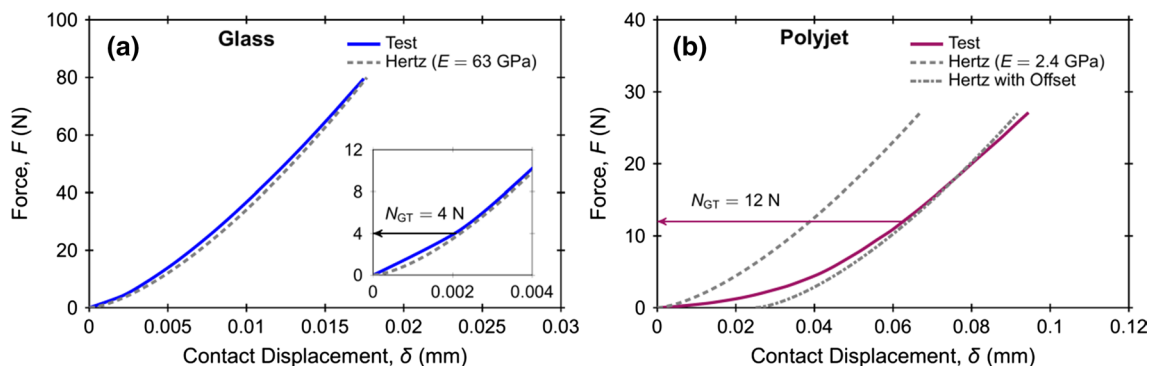 (a)
Glass
Test
Hertz (E = 63 GPa)
Force, F (N)
100
80
60
40
20
0
12
8
4
0
N_GT = 4 N
0 0.002 0.004
0 0.005 0.01 0.015 0.02 0.025 0.03
Contact Displacement, δ (mm)
(b)
Polyjet
Test
Hertz (E = 2.4 GPa)
Hertz with Offset
Force, F (N)
40
30
20
10
0
N_GT = 12 N
0 0.02 0.04 0.06 0.08 0.1 0.12
Contact Displacement, δ (mm)